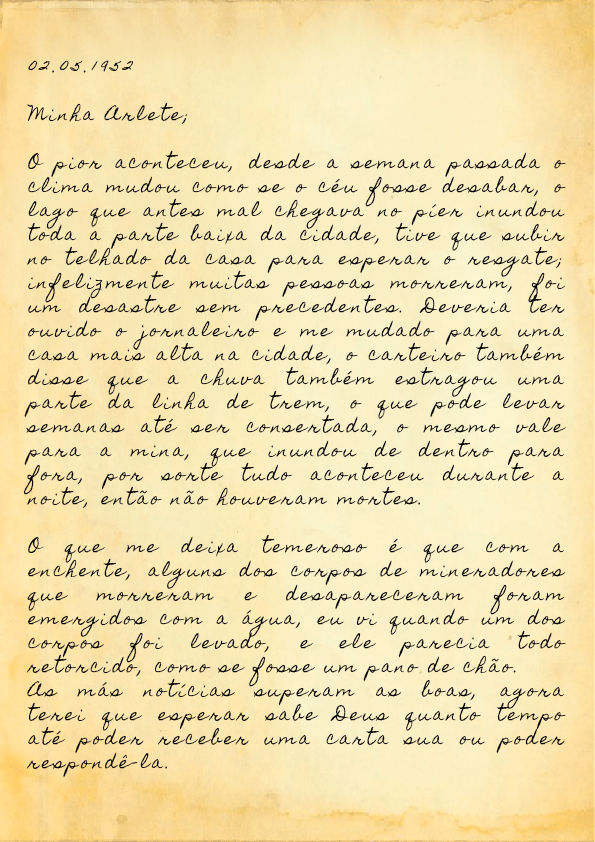 02.05.1952
Minha Arlete;
O pior aconteceu, desde a semana passada o
clima mudou como se o céu fosse desabar, o
lago que antes mal chegava no píer inundou
toda a parte baixa da cidade, tive que subir
no telhado da casa para esperar o resgate;
infelizmente muitas pessoas morreram, foi
um desastre sem precedentes. Deveria ter
ouvido o jornaleiro e me mudado para uma
casa mais alta na cidade, o carteiro também
disse que a chuva também estragou uma
parte da linha de trem, o que pode levar
semanas até ser consertada, o mesmo vale
para a mina, que inundou de dentro para
fora, por sorte tudo aconteceu durante a
noite, então não houveram mortes.
O que me deixa temeroso é que com a
enchente, alguns dos corpos de mineradores
que morreram e desapareceram foram
emergidos com a água, eu vi quando um dos
corpos foi levado, e ele parecia todo
retorcido, como se fosse um pano de chão.
As más notícias superam as boas, agora
terei que esperar sabe Deus quanto tempo
até poder receber uma carta sua ou poder
respondê-la.